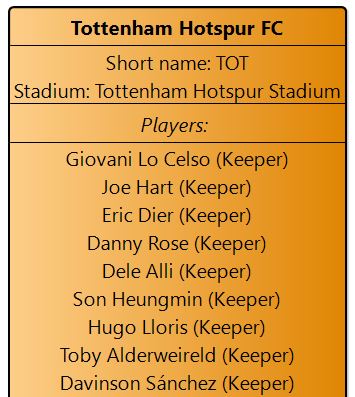 Tottenham Hotspur FC
Short name: TOT
Stadium: Tottenham Hotspur Stadium
Players:
Giovani Lo Celso (Keeper)
Joe Hart (Keeper)
Eric Dier (Keeper)
Danny Rose (Keeper)
Dele Alli (Keeper)
Son Heungmin (Keeper)
Hugo Lloris (Keeper)
Toby Alderweireld (Keeper)
Davinson Sánchez (Keeper)